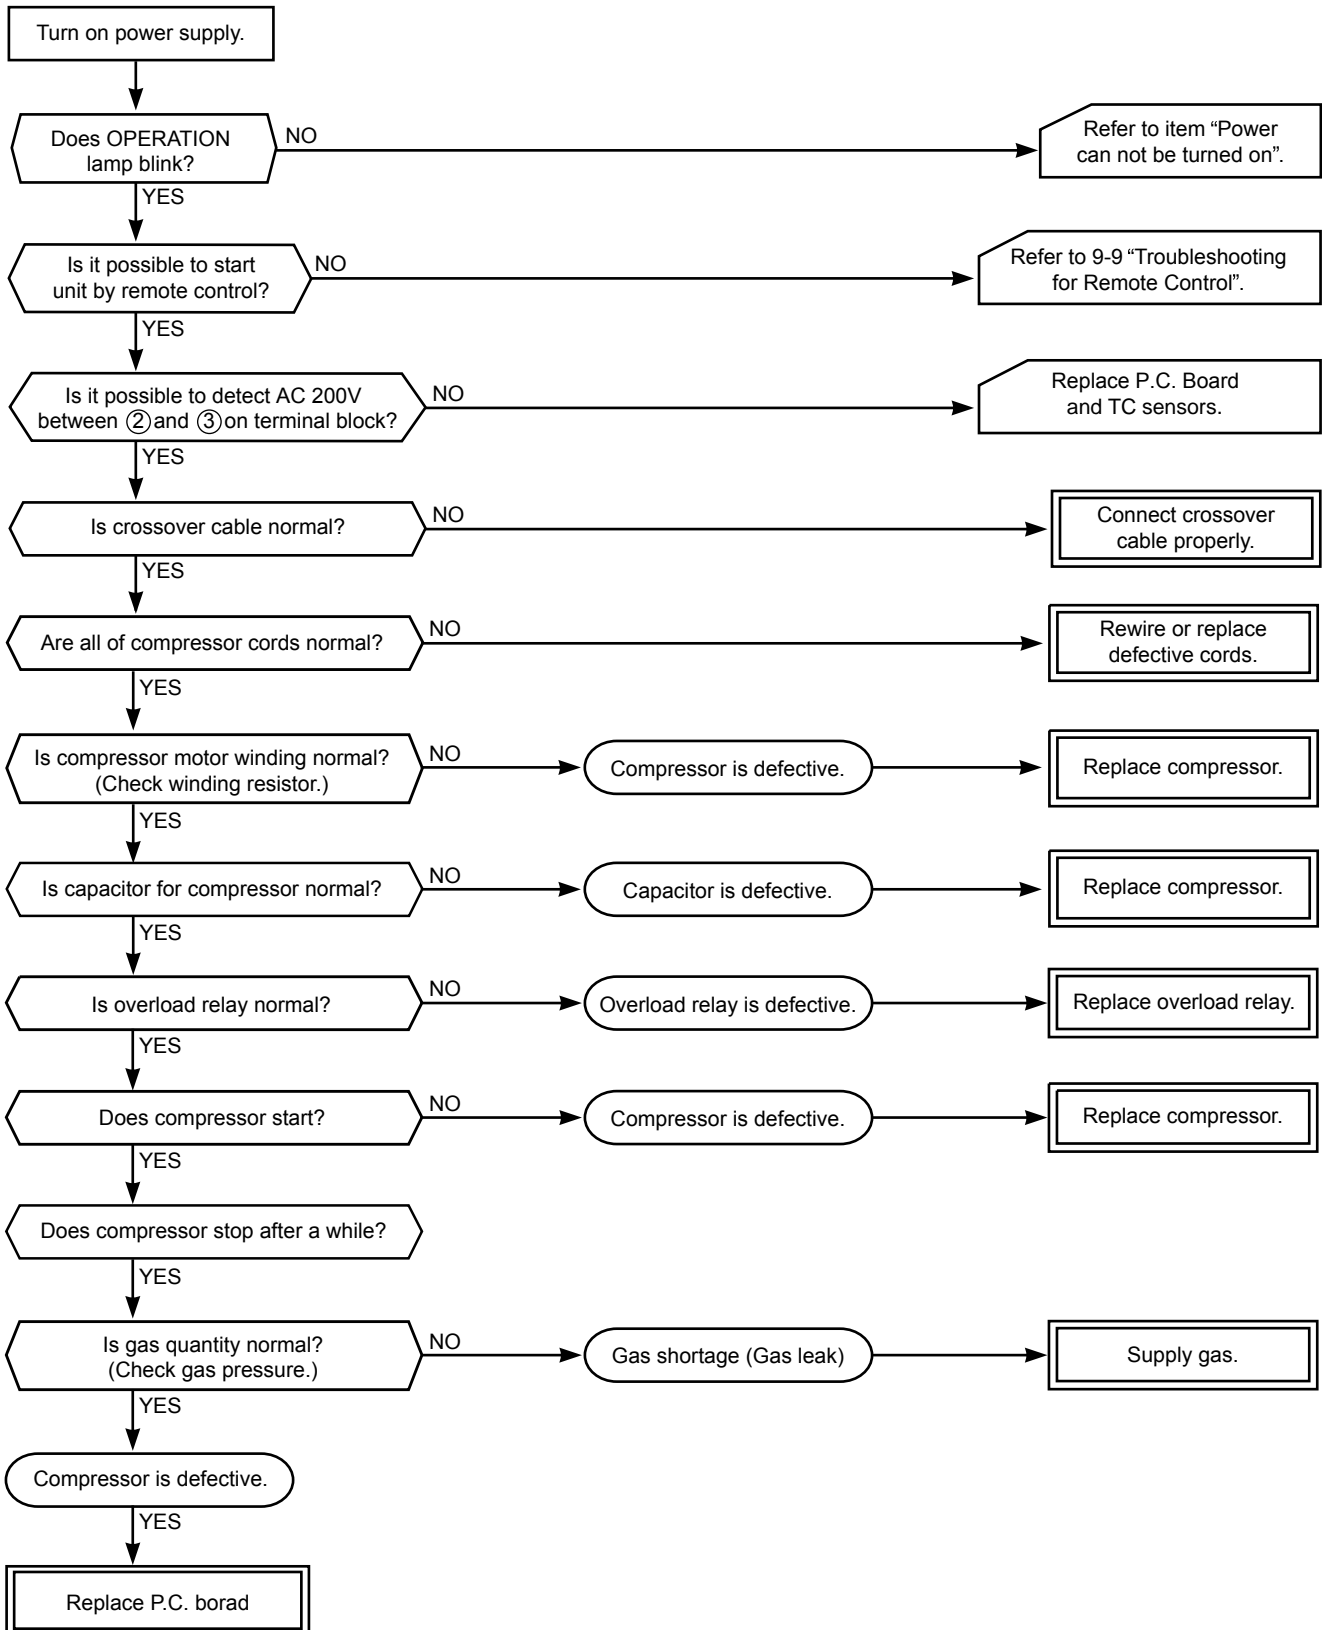 Turn on power supply.
Does OPERATION
lamp blink?
NO
Refer to item “Power
can not be turned on”.
YES
Is it possible to start
unit by remote control?
NO
Refer to 9-9 “Troubleshooting
for Remote Control”.
YES
Is it possible to detect AC 200V
between ② and ③ on terminal block?
NO
Replace P.C. Board
and TC sensors.
YES
Is crossover cable normal?
NO
Connect crossover
cable properly.
YES
Are all of compressor cords normal?
NO
Rewire or replace
defective cords.
YES
Is compressor motor winding normal?
(Check winding resistor.)
NO
Compressor is defective.
Replace compressor.
YES
Is capacitor for compressor normal?
NO
Capacitor is defective.
Replace compressor.
YES
Is overload relay normal?
NO
Overload relay is defective.
Replace overload relay.
YES
Does compressor start?
NO
Compressor is defective.
Replace compressor.
YES
Does compressor stop after a while?
YES
Is gas quantity normal?
(Check gas pressure.)
NO
Gas shortage (Gas leak)
Supply gas.
YES
Compressor is defective.
YES
Replace P.C. borad